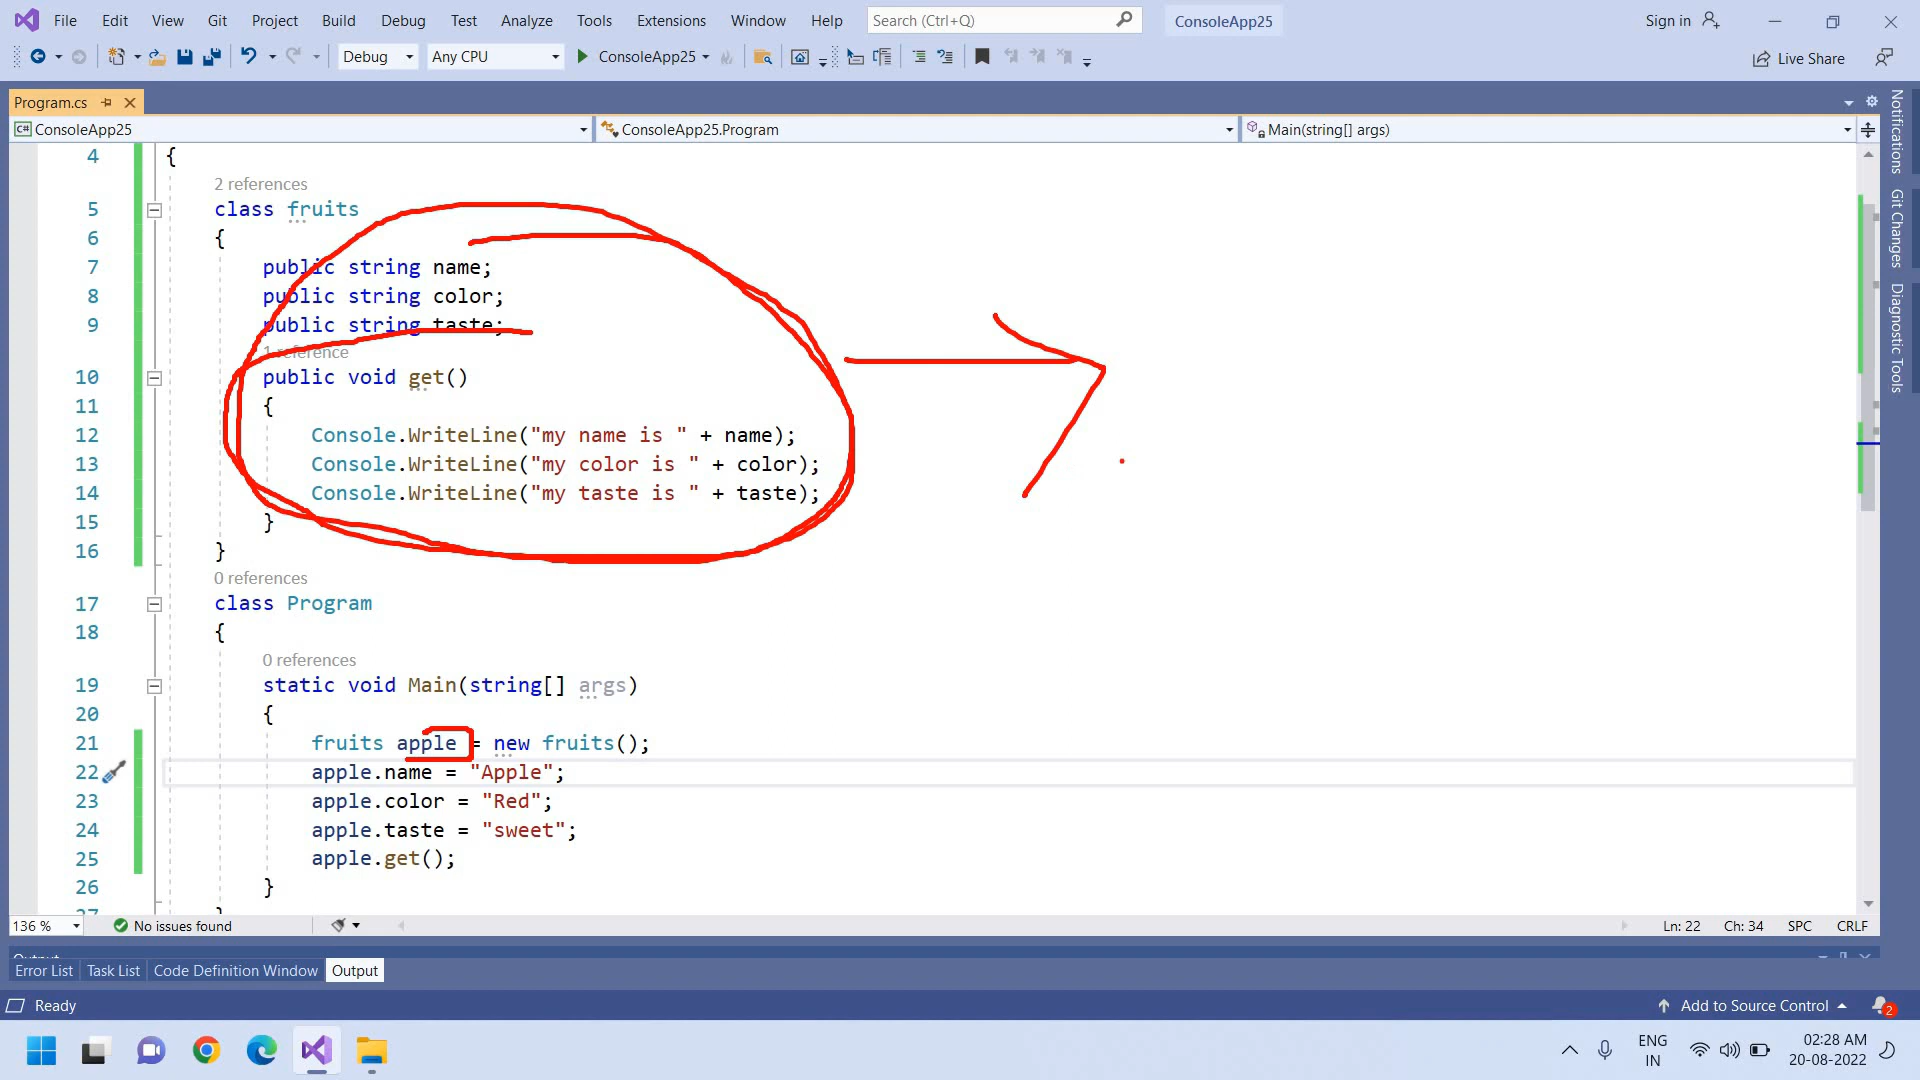 File Edit View Git Project Build Debug Test Analyze Tools Extensions Window Help Search (Ctrl+Q) ConsoleApp25 Sign in
Debug Any CPU ConsoleApp25 Live Share
Program.cs
C# ConsoleApp25 ConsoleApp25.Program Main(string[] args)
4 {
2 references
5 class fruits
6 {
7 public string name;
8 public string color;
9 public string taste;
1 reference
10 public void get()
11 {
12 Console.WriteLine("my name is " + name);
13 Console.WriteLine("my color is " + color);
14 Console.WriteLine("my taste is " + taste);
15 }
16 }
0 references
17 class Program
18 {
0 references
19 static void Main(string[] args)
20 {
21 fruits apple = new fruits();
22 apple.name = "Apple";
23 apple.color = "Red";
24 apple.taste = "sweet";
25 apple.get();
26 }
27 }
136 % No issues found Ln: 22 Ch: 34 SPC CRLF
Output
Error List Task List Code Definition Window Output
Ready Add to Source Control 2
ENG 02:28 AM
IN 20-08-2022
Notifications
Git Changes
Diagnostic Tools